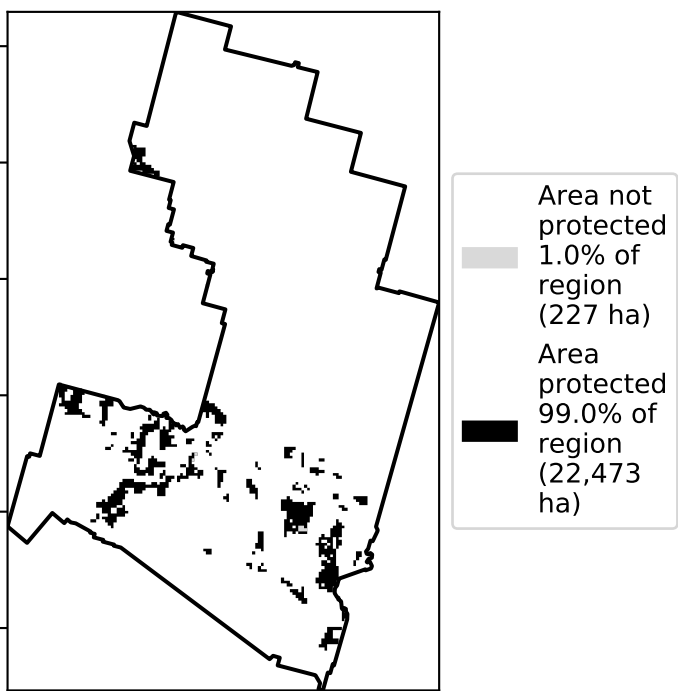 Area not
protected
1.0% of
region
(227 ha)
Area
protected
99.0% of
region
(22,473
ha)